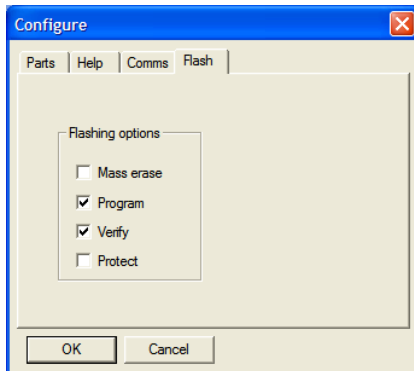 Configure
Parts Help Comms Flash
Flashing options
Mass erase
Program
Verify
Protect
OK Cancel